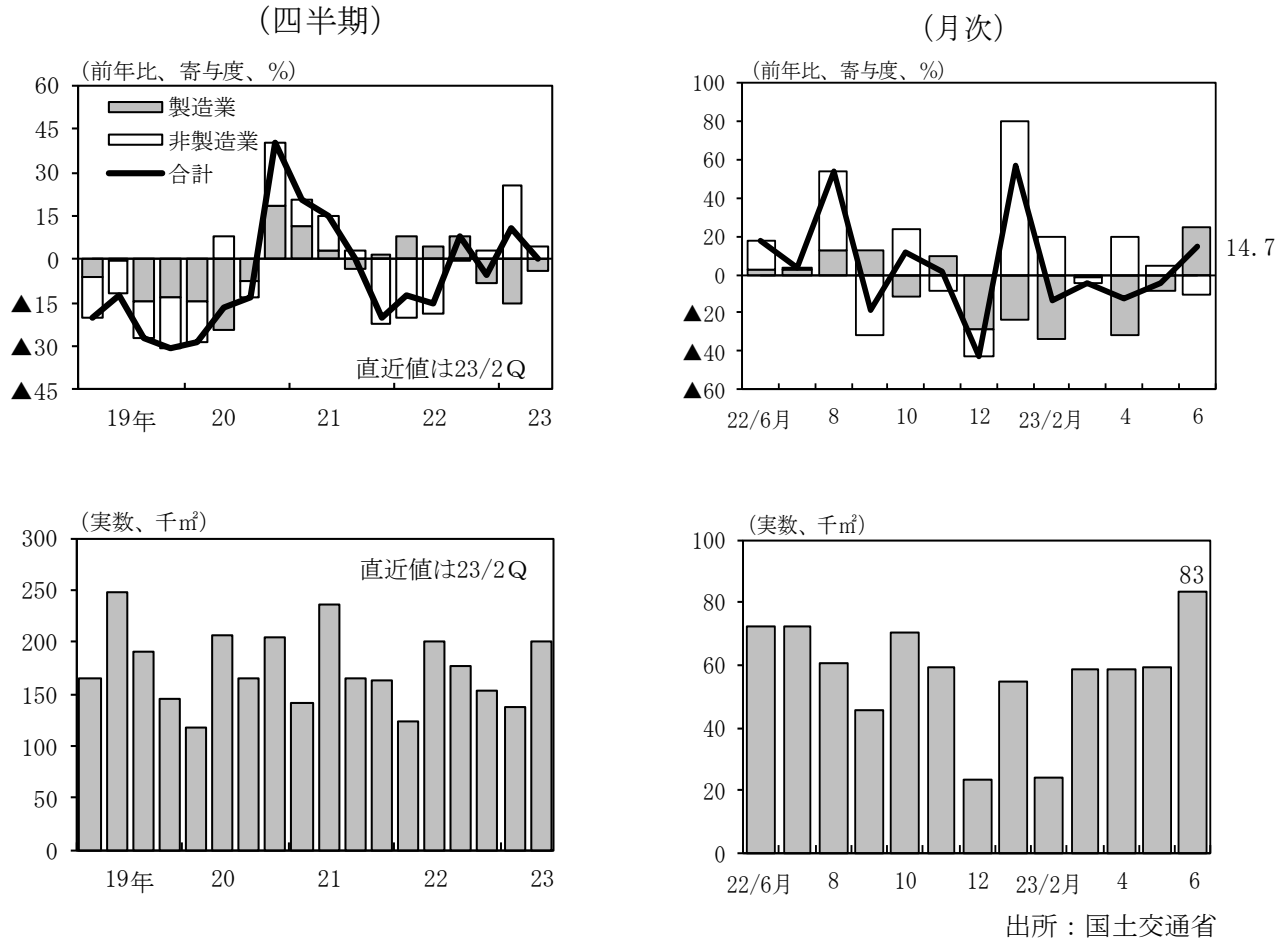 （四半期）
（前年比、寄与度、%）
60
45
30
15
0
▲15
▲30
▲45
製造業
非製造業
合計
直近値は23/2Q
19年 20 21 22 23
（月次）
（前年比、寄与度、%）
100
80
60
40
20
0
▲20
▲40
▲60
14.7
22/6月 8 10 12 23/2月 4 6
（実数、千㎡）
300
250
200
150
100
50
0
直近値は23/2Q
19年 20 21 22 23
（実数、千㎡）
100
80
60
40
20
0
83
22/6月 8 10 12 23/2月 4 6
出所：国土交通省